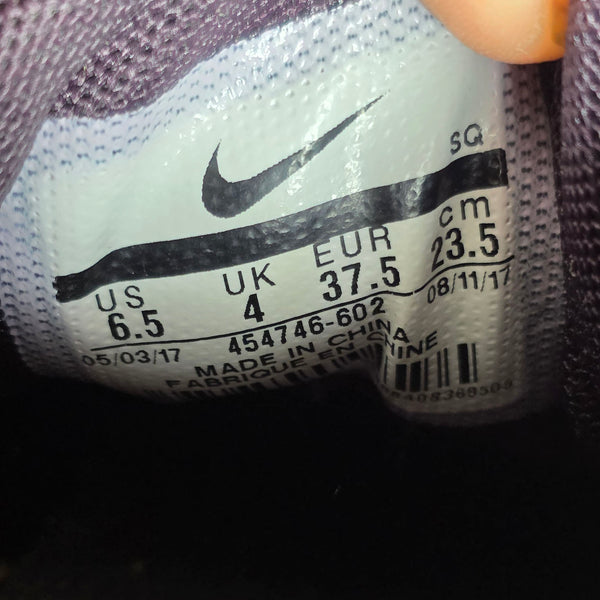 SQ
US UK EUR cm
6.5 4 37.5 23.5
05/03/17 454746-602 08/11/17
MADE IN CHINA
FABRIQUE EN CHINE